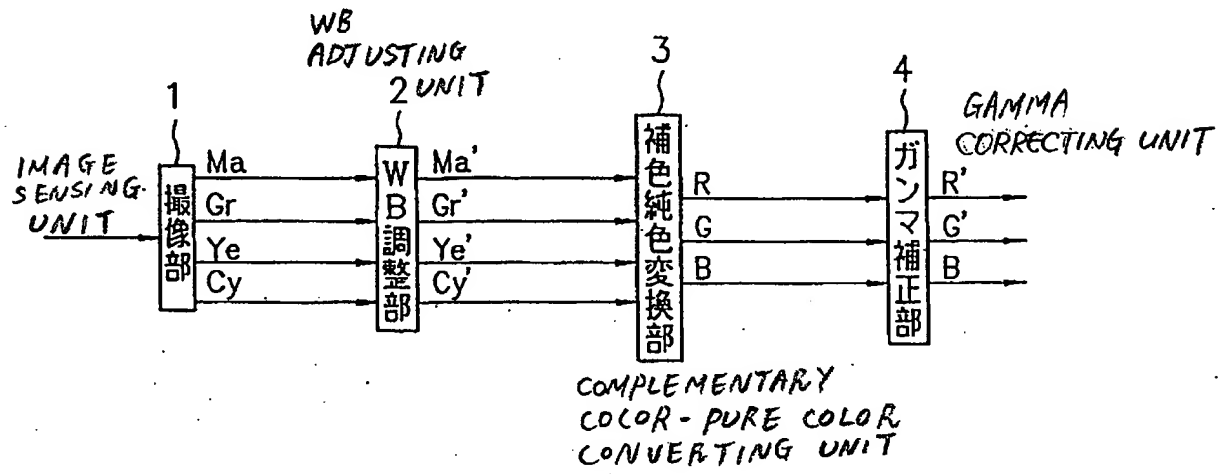 WB
ADJUSTING
UNIT
1
2
3
4
GAMMA
CORRECTING UNIT
IMAGE
SENSING
UNIT
撮像部
Ma
Gr
Ye
Cy
WB調整部
Ma'
Gr'
Ye'
Cy'
補色純色変換部
R
G
B
ガンマ補正部
R'
G'
B
COMPLEMENTARY
COLOR - PURE COLOR
CONVERTING UNIT